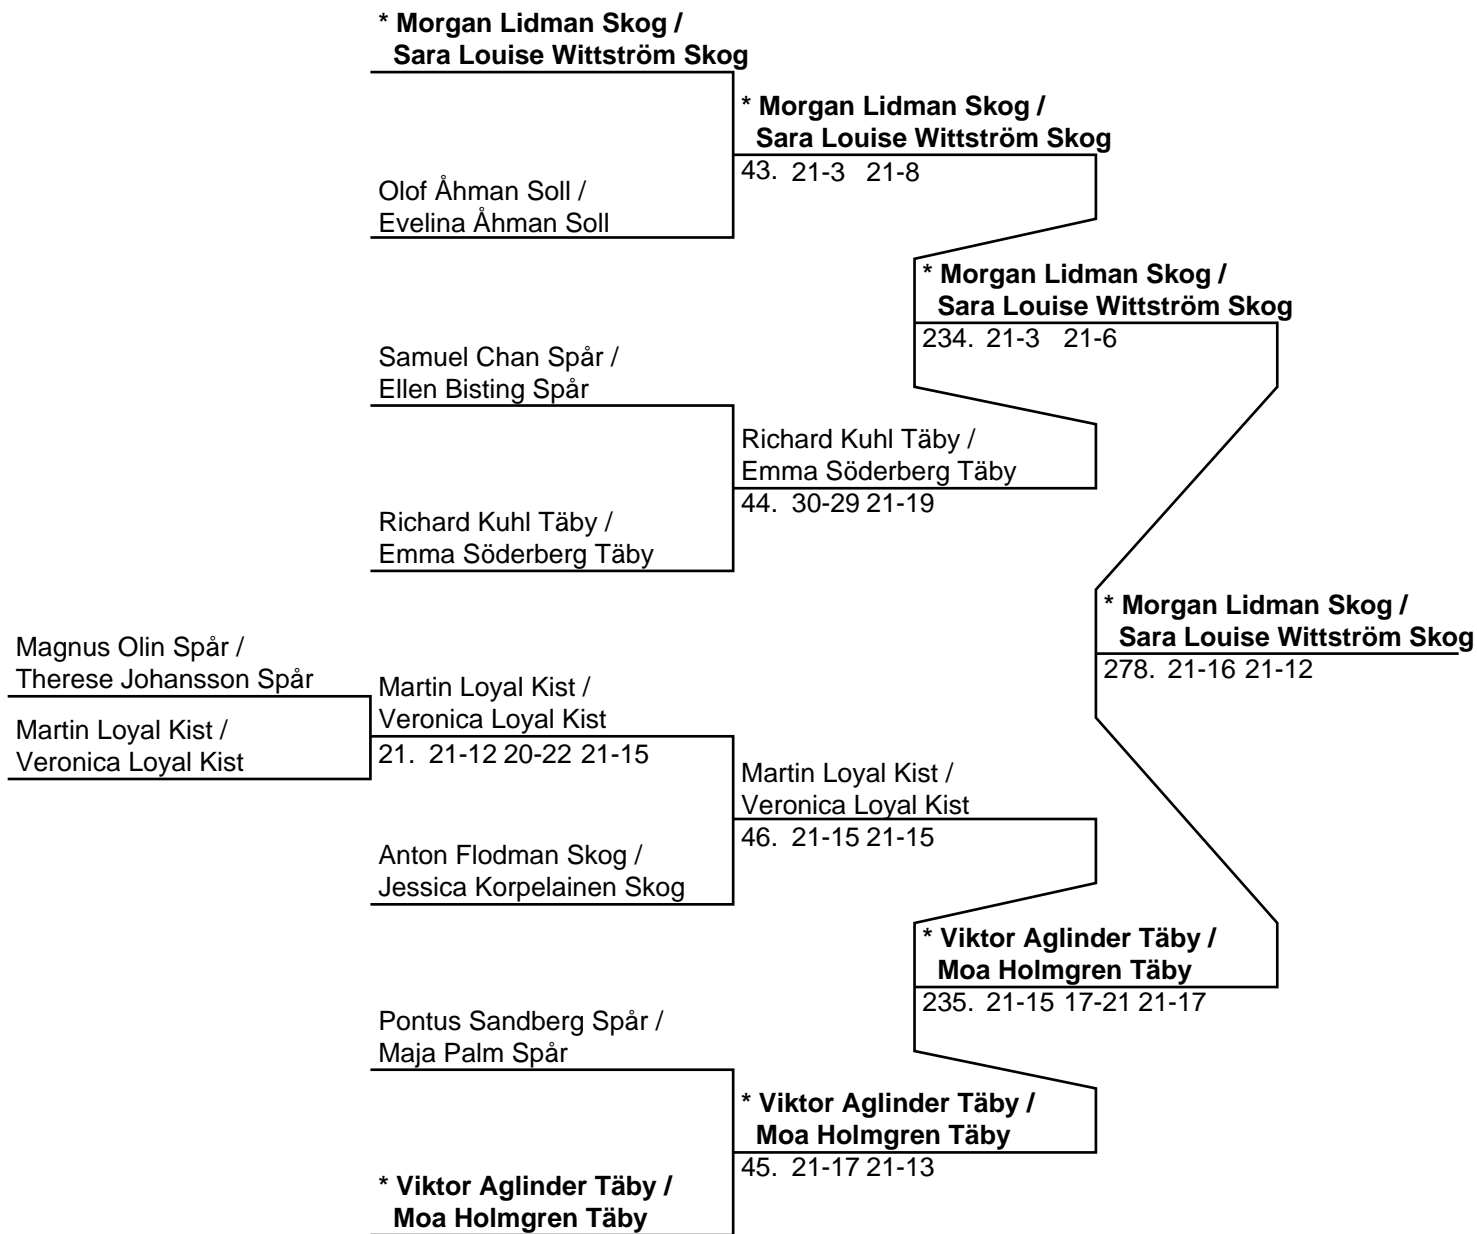 * Morgan Lidman Skog /
Sara Louise Wittström Skog
* Morgan Lidman Skog /
Sara Louise Wittström Skog
43. 21-3 21-8
Olof Åhman Soll /
Evelina Åhman Soll
* Morgan Lidman Skog /
Sara Louise Wittström Skog
234. 21-3 21-6
Samuel Chan Spår /
Ellen Bisting Spår
Richard Kuhl Täby /
Emma Söderberg Täby
44. 30-29 21-19
Richard Kuhl Täby /
Emma Söderberg Täby
* Morgan Lidman Skog /
Sara Louise Wittström Skog
278. 21-16 21-12
Magnus Olin Spår /
Therese Johansson Spår
Martin Loyal Kist /
Veronica Loyal Kist
Martin Loyal Kist /
Veronica Loyal Kist
21. 21-12 20-22 21-15
Martin Loyal Kist /
Veronica Loyal Kist
46. 21-15 21-15
Anton Flodman Skog /
Jessica Korpelainen Skog
* Viktor Aglinder Täby /
Moa Holmgren Täby
235. 21-15 17-21 21-17
Pontus Sandberg Spår /
Maja Palm Spår
* Viktor Aglinder Täby /
Moa Holmgren Täby
45. 21-17 21-13
* Viktor Aglinder Täby /
Moa Holmgren Täby